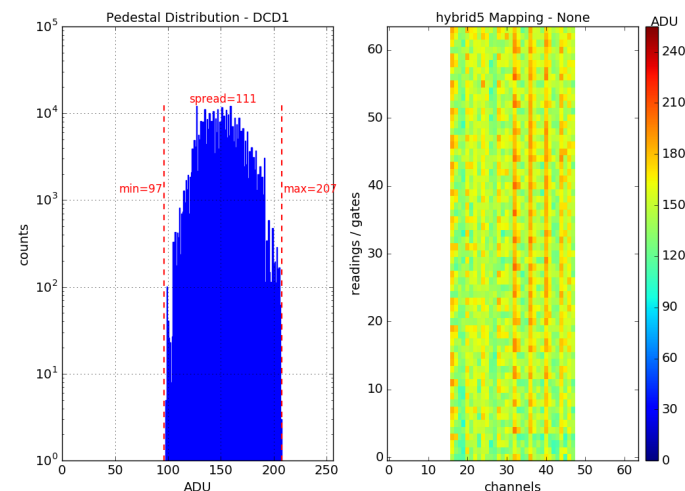 Pedestal Distribution - DCD1
10^5
10^4
10^3
10^2
10^1
10^0
counts
0 50 100 150 200 250
ADU
spread=111
min=97
max=207
hybrid5 Mapping - None
60
50
40
30
20
10
0
readings / gates
0 10 20 30 40 50 60
channels
ADU
240
210
180
150
120
90
60
30
0